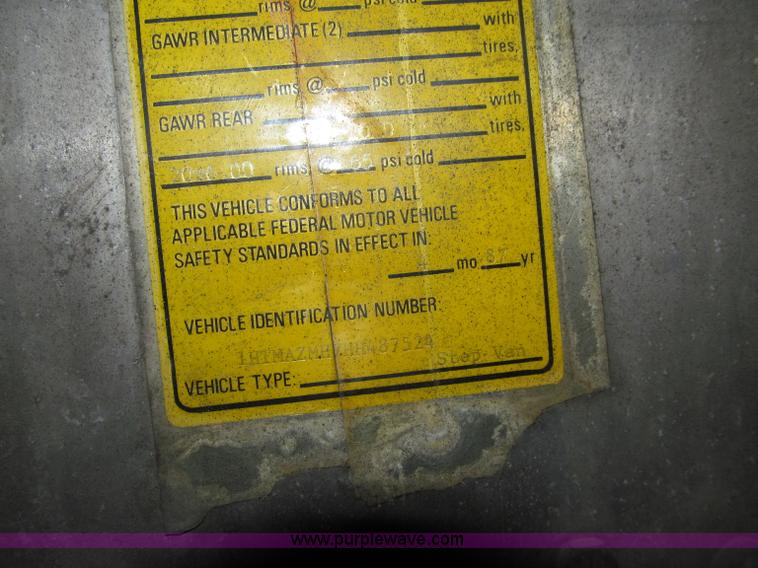 rims @ psi cold
GAWR INTERMEDIATE (2) with
tires,
rims @ psi cold
GAWR REAR with
tires,
rims @ psi cold
THIS VEHICLE CONFORMS TO ALL
APPLICABLE FEDERAL MOTOR VEHICLE
SAFETY STANDARDS IN EFFECT IN:
mo. 87 yr
VEHICLE IDENTIFICATION NUMBER:
Step Van
VEHICLE TYPE:
www.purplewave.com